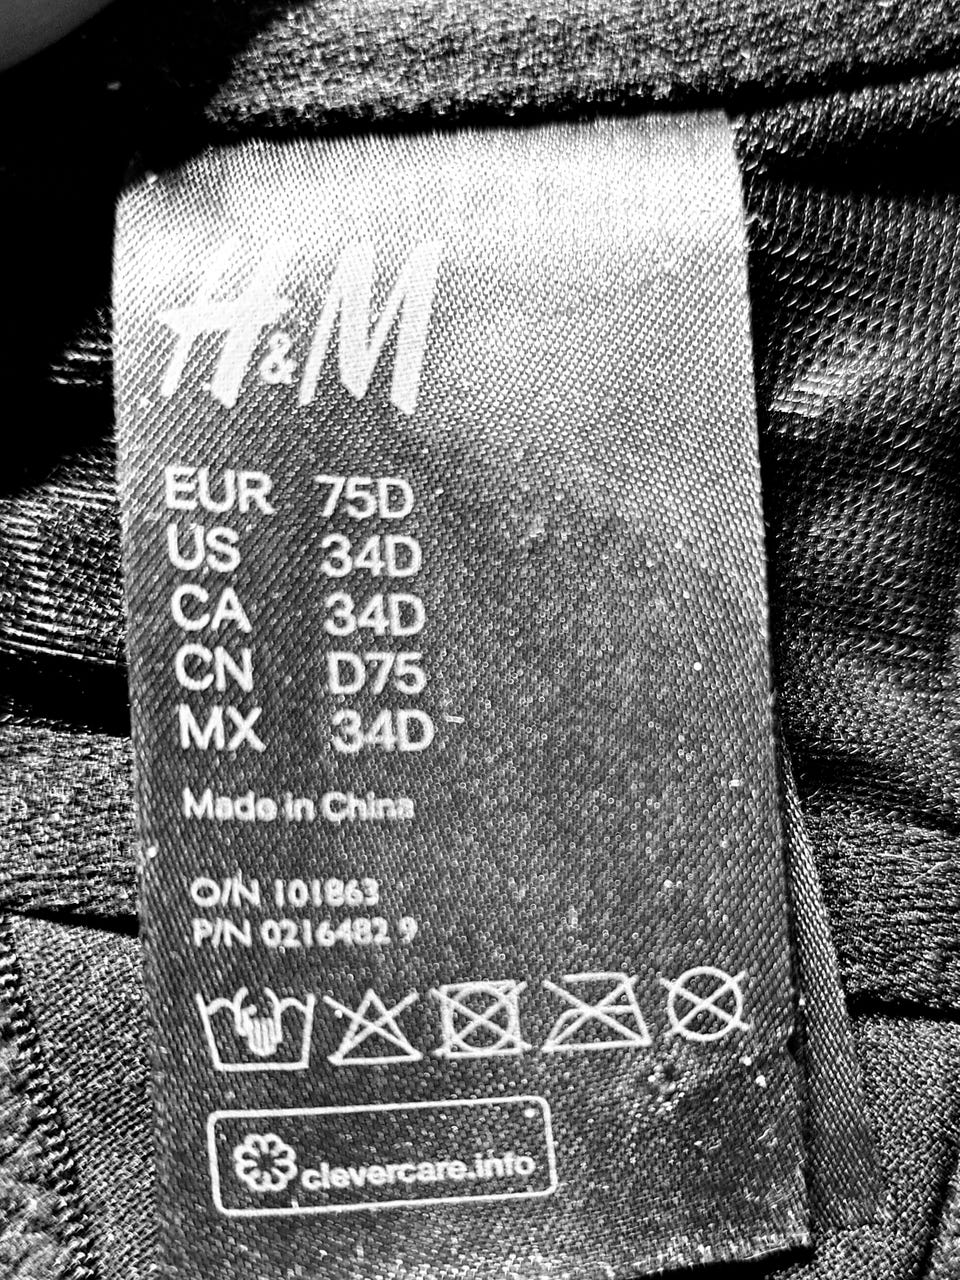 H&M
EUR 75D
US 34D
CA 34D
CN D75
MX 34D
Made in China
O/N 101863
P/N 0216482 9
clevercare.info